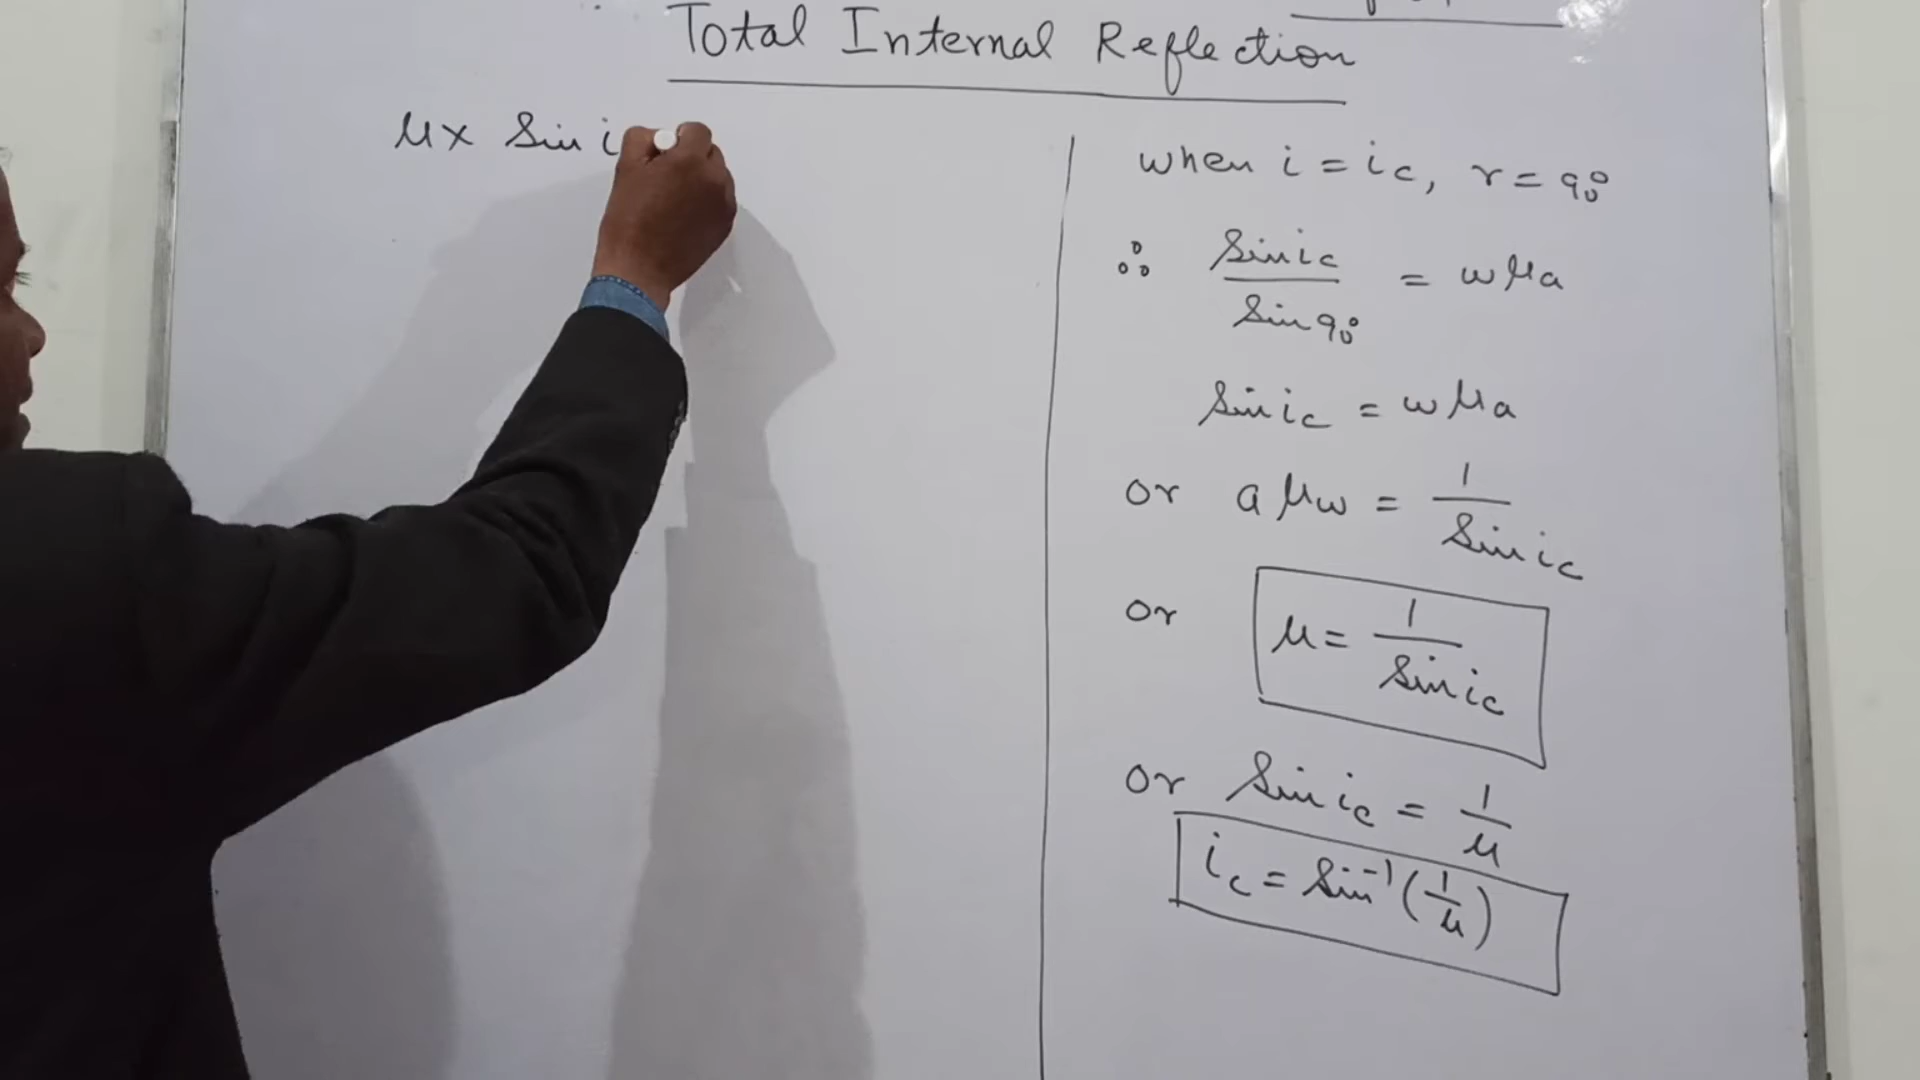 Total Internal Reflection
μ× Sin i
when i = ic, r = 90°
∴ Sin ic / Sin 90° = wμa
Sin ic = wμa
or aμw = 1 / Sin ic
or μ = 1 / Sin ic
or Sin ic = 1/μ
ic = Sin⁻¹(1/μ)